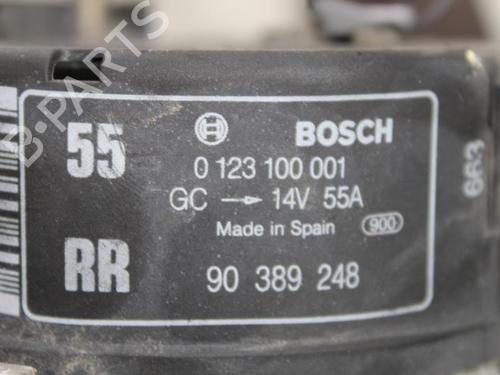 55
BOSCH
0 123 100 001
GC → 14V 55A
Made in Spain 900
RR
90 389 248
663
B-PARTS